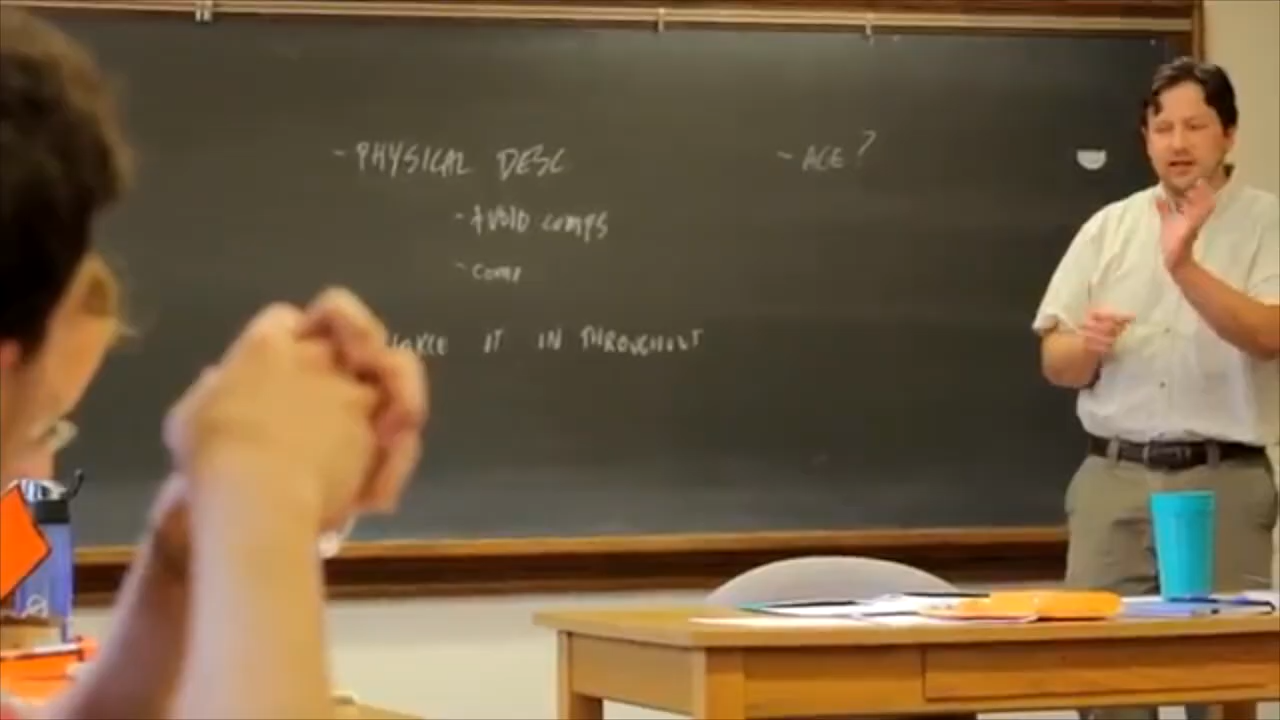 - PHYSICAL DESC
- AGE?
- AVOID COMPS
- COMP
IT IN THROUGHOUT